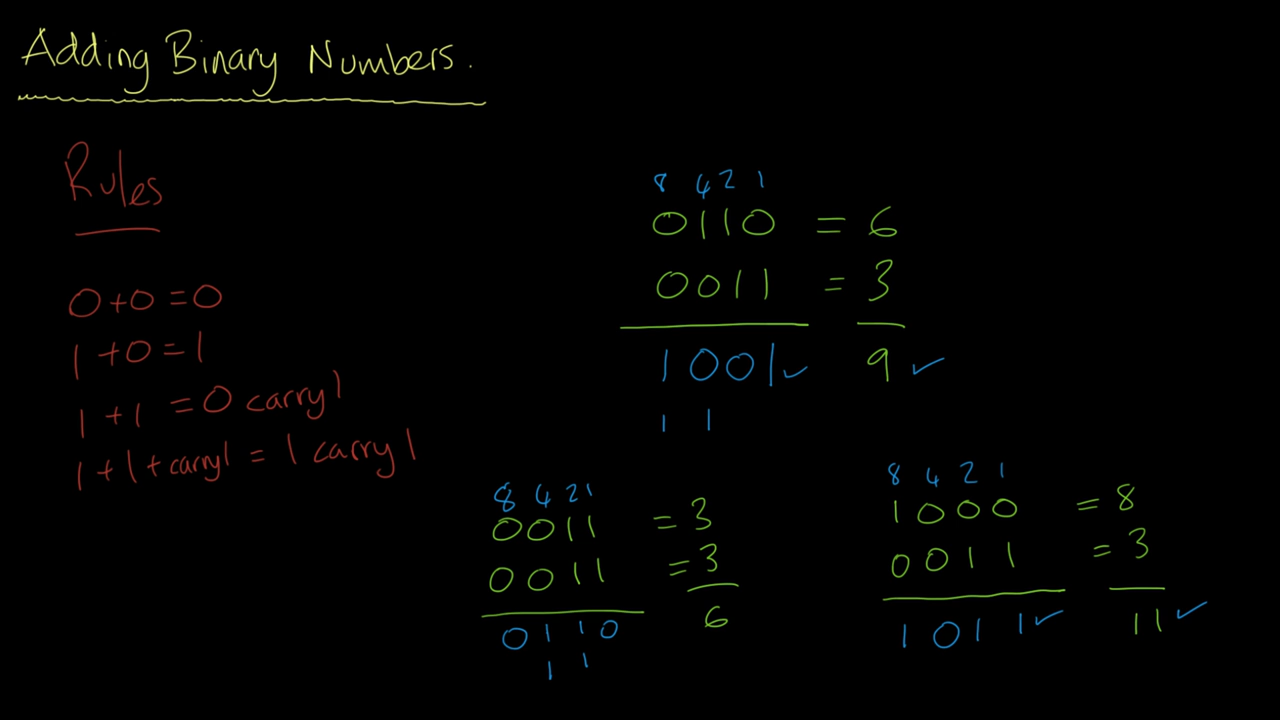 Adding Binary Numbers.
Rules
0+0=0
1+0=1
1+1 =0 carry 1
1+1+carry1 = 1 carry 1
8 4 2 1
0110 = 6
0011 = 3
1001✓ 9 ✓
1 1
8 4 2 1
0011 = 3
0011 = 3
0110 6
1 1
8 4 2 1
1000 = 8
0011 = 3
1011✓ 11 ✓